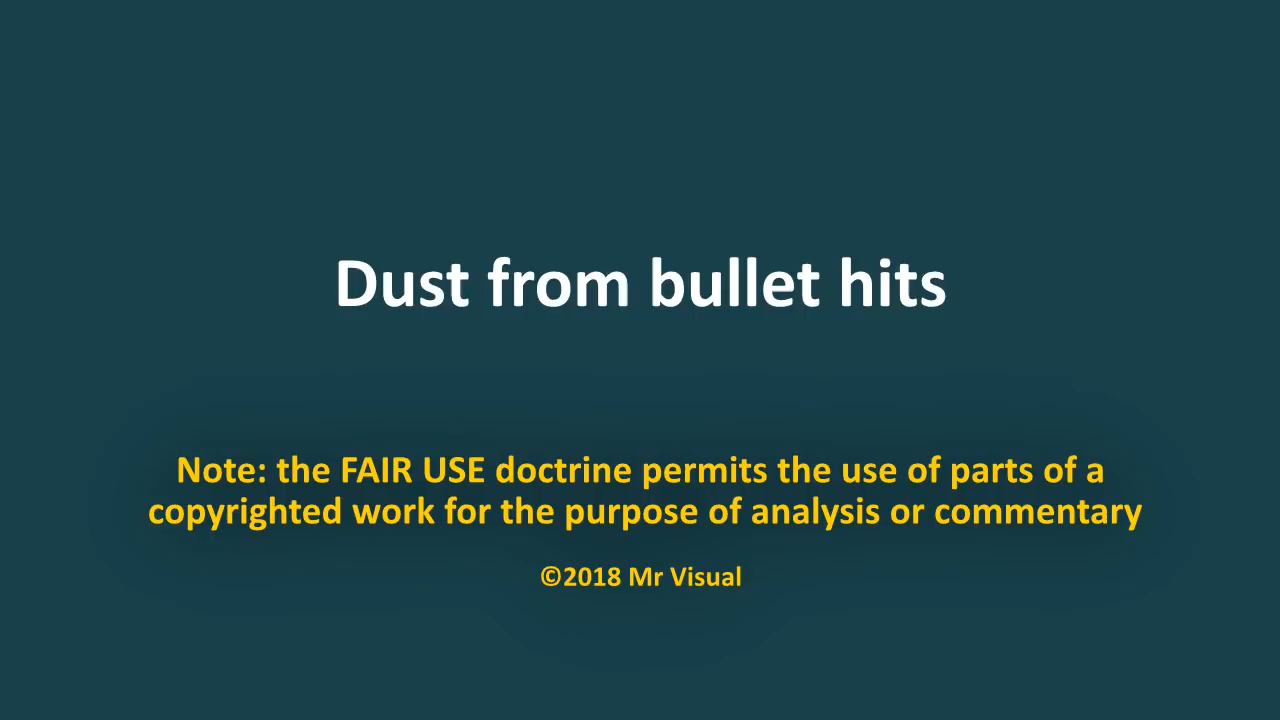 Dust from bullet hits
Note: the FAIR USE doctrine permits the use of parts of a
copyrighted work for the purpose of analysis or commentary
©2018 Mr Visual